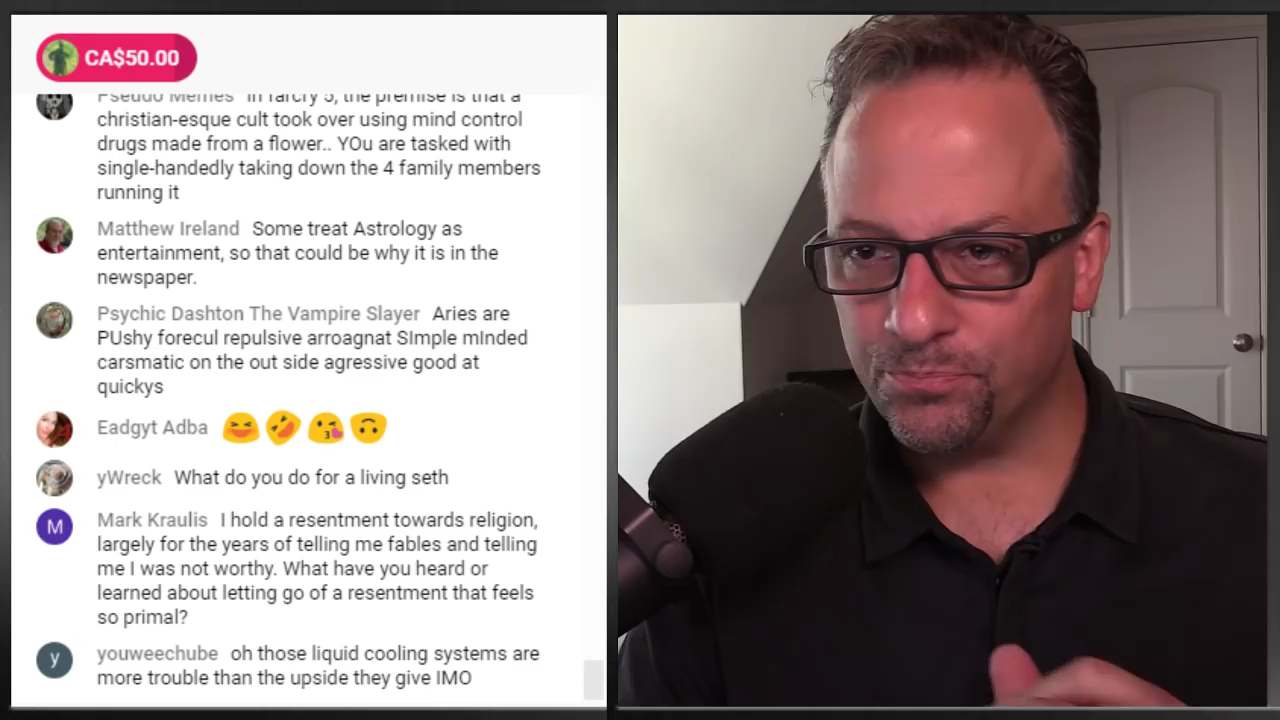 CA$50.00
Pseudo Memes In farcry 5, the premise is that a
christian-esque cult took over using mind control
drugs made from a flower.. YOu are tasked with
single-handedly taking down the 4 family members
running it
Matthew Ireland Some treat Astrology as
entertainment, so that could be why it is in the
newspaper.
Psychic Dashton The Vampire Slayer Aries are
PUshy forecul repulsive arroagnat SImple mInded
carsmatic on the out side agressive good at
quickys
Eadgyt Adba 😆🤣😘🙃
yWreck What do you do for a living seth
M
Mark Kraulis I hold a resentment towards religion,
largely for the years of telling me fables and telling
me I was not worthy. What have you heard or
learned about letting go of a resentment that feels
so primal?
y
youweechube oh those liquid cooling systems are
more trouble than the upside they give IMO